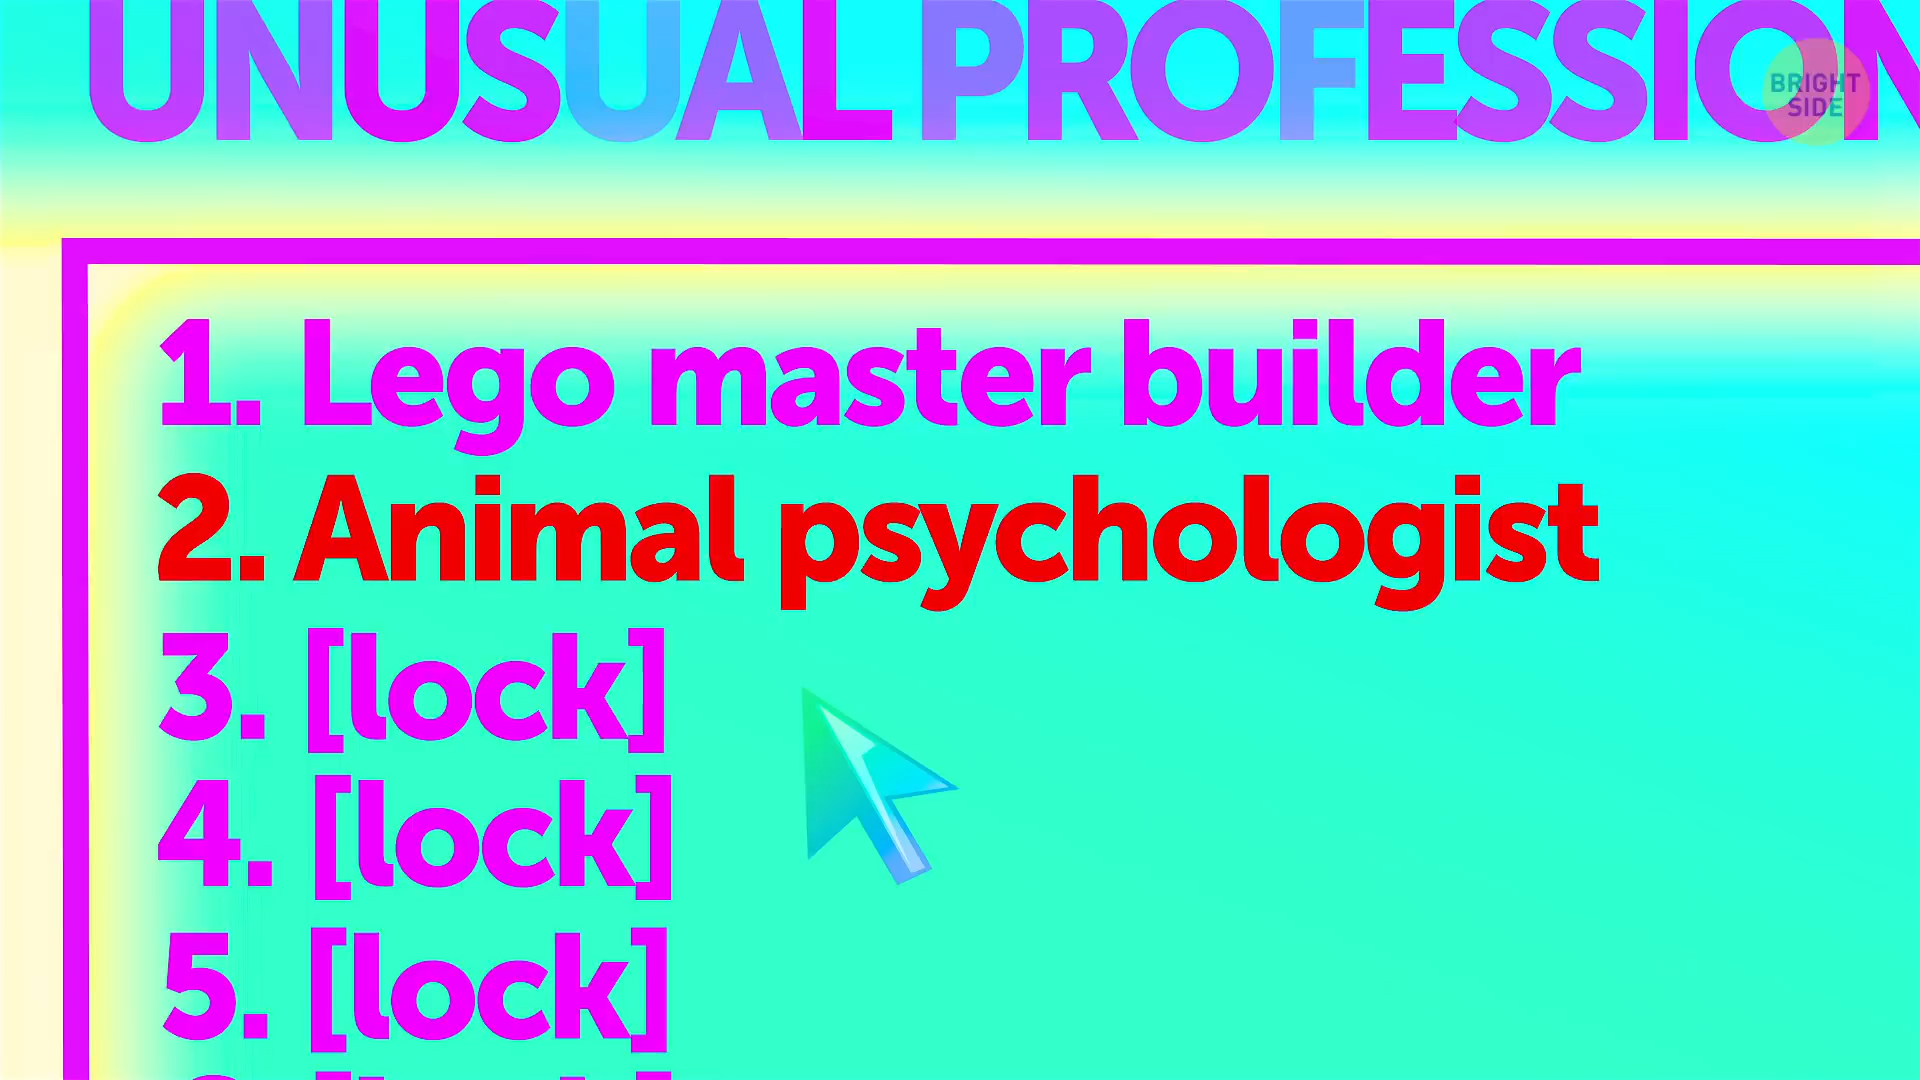 UNUSUAL PROFESSION
BRIGHT
SIDE
1. Lego master builder
2. Animal psychologist
3. [lock]
4. [lock]
5. [lock]